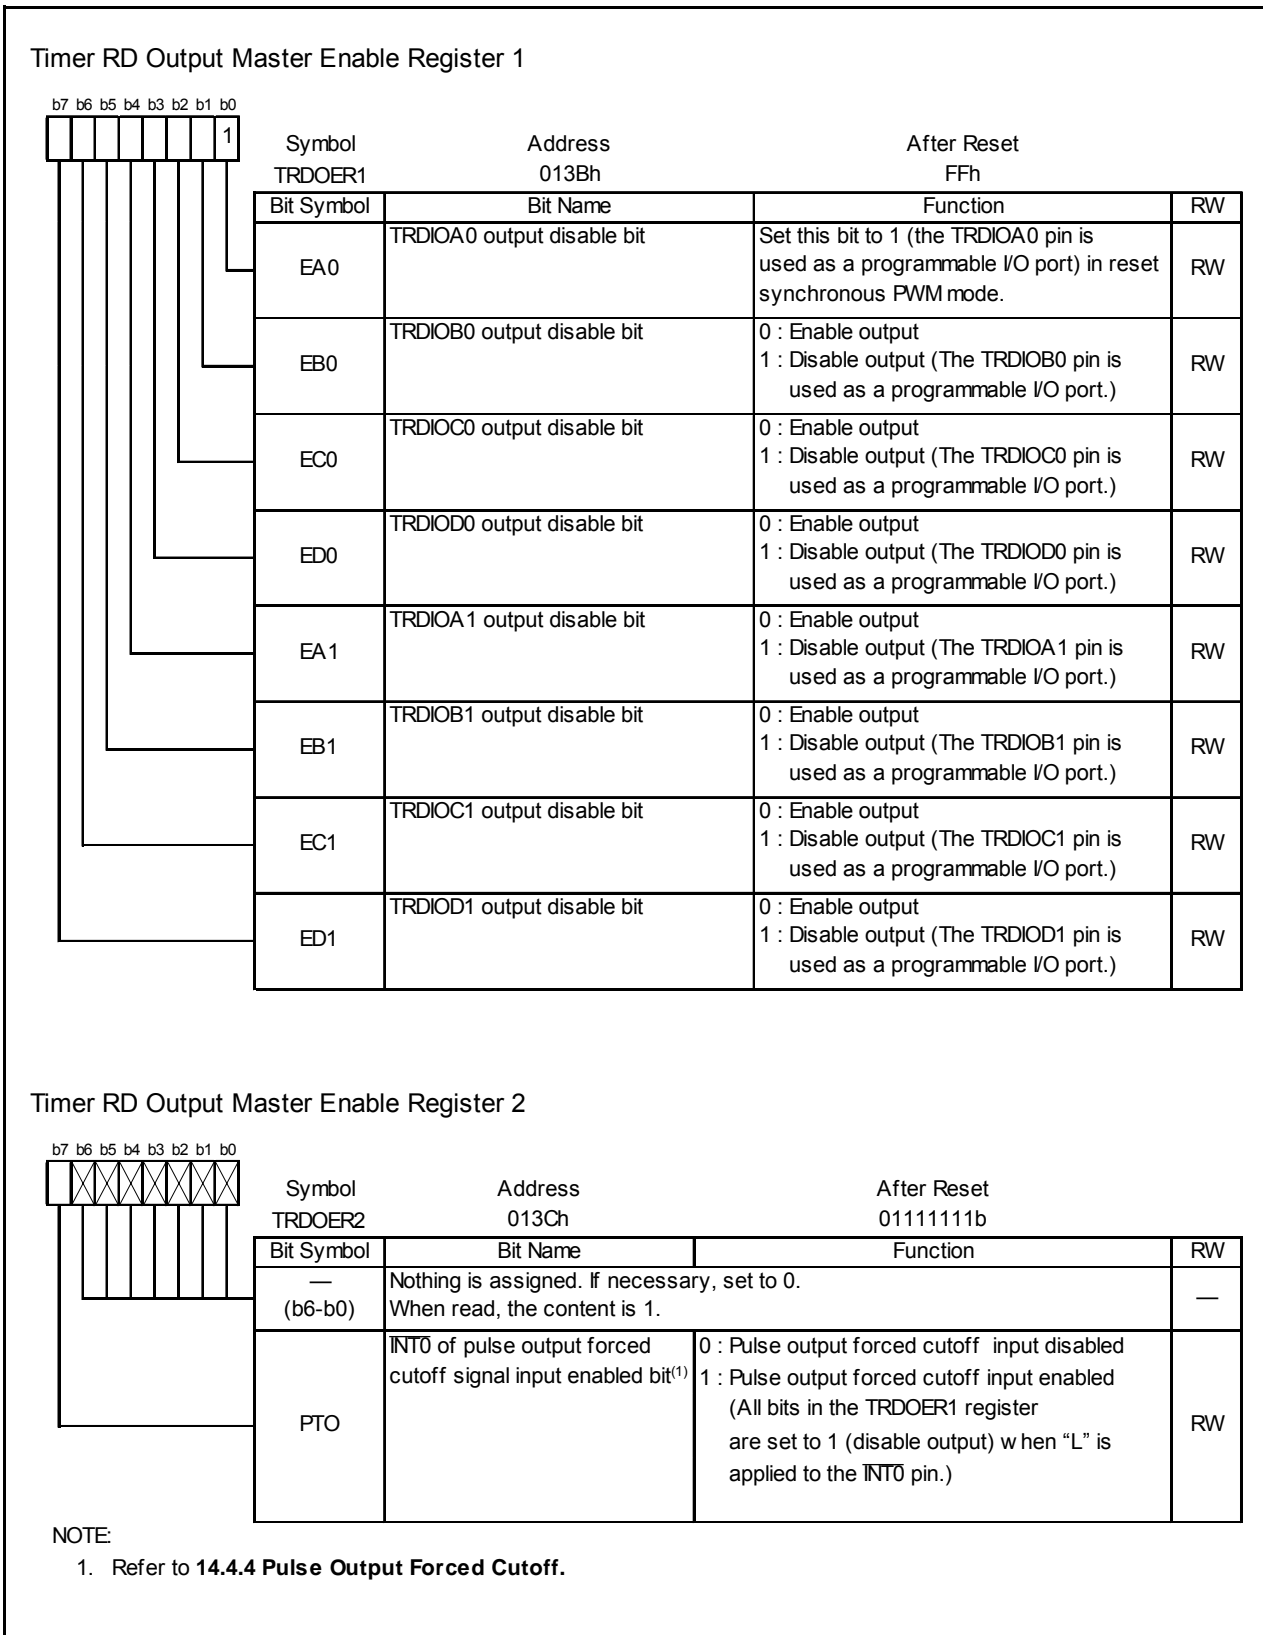 Timer RD Output Master Enable Register 1
b7 b6 b5 b4 b3 b2 b1 b0
1
Symbol Address After Reset
TRDOER1 013Bh FFh
Bit Symbol Bit Name Function RW
EA0 TRDIOA0 output disable bit Set this bit to 1 (the TRDIOA0 pin is
used as a programmable I/O port) in reset RW
synchronous PWM mode.
EB0 TRDIOB0 output disable bit 0 : Enable output
1 : Disable output (The TRDIOB0 pin is RW
used as a programmable I/O port.)
EC0 TRDIOC0 output disable bit 0 : Enable output
1 : Disable output (The TRDIOC0 pin is RW
used as a programmable I/O port.)
ED0 TRDIOD0 output disable bit 0 : Enable output
1 : Disable output (The TRDIOD0 pin is RW
used as a programmable I/O port.)
EA1 TRDIOA1 output disable bit 0 : Enable output
1 : Disable output (The TRDIOA1 pin is RW
used as a programmable I/O port.)
EB1 TRDIOB1 output disable bit 0 : Enable output
1 : Disable output (The TRDIOB1 pin is RW
used as a programmable I/O port.)
EC1 TRDIOC1 output disable bit 0 : Enable output
1 : Disable output (The TRDIOC1 pin is RW
used as a programmable I/O port.)
ED1 TRDIOD1 output disable bit 0 : Enable output
1 : Disable output (The TRDIOD1 pin is RW
used as a programmable I/O port.)
Timer RD Output Master Enable Register 2
b7 b6 b5 b4 b3 b2 b1 b0
Symbol Address After Reset
TRDOER2 013Ch 01111111b
Bit Symbol Bit Name Function RW
— Nothing is assigned. If necessary, set to 0. —
(b6-b0) When read, the content is 1.
INT0 of pulse output forced 0 : Pulse output forced cutoff input disabled
cutoff signal input enabled bit(1) 1 : Pulse output forced cutoff input enabled
(All bits in the TRDOER1 register
PTO are set to 1 (disable output) when “L” is RW
applied to the INT0 pin.)
NOTE:
1. Refer to 14.4.4 Pulse Output Forced Cutoff.